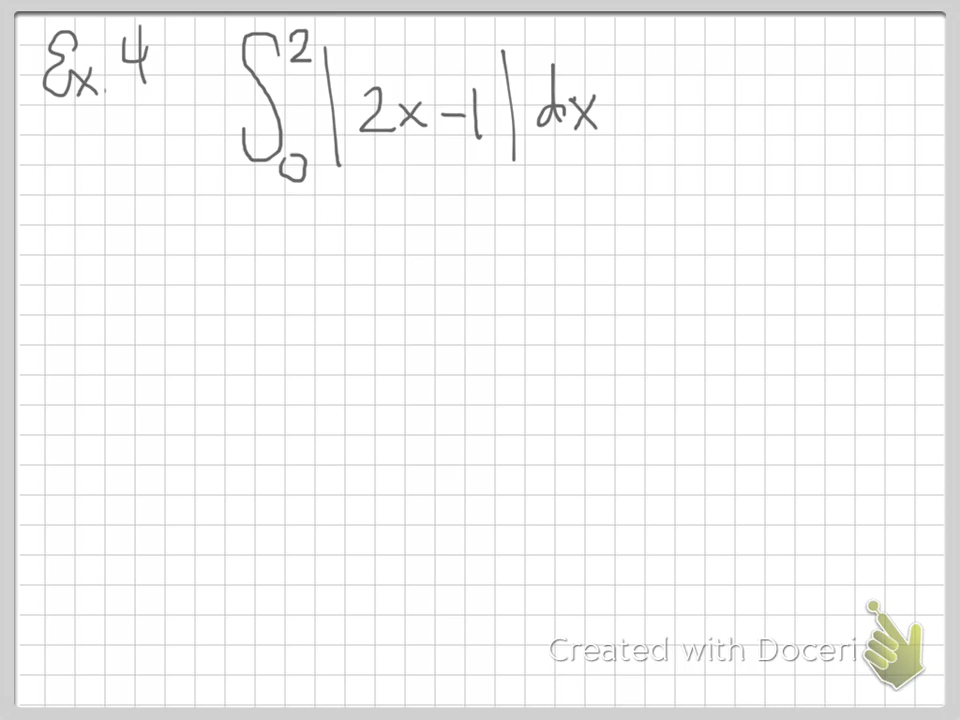 Ex. 4 ∫₀² |2x-1| dx
Created with Doceri